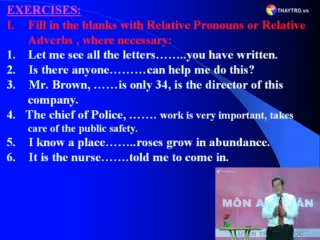 EXERCISES:
THAYTRO.vn
I. Fill in the blanks with Relative Pronouns or Relative
Adverbs , where necessary:
1. Let me see all the letters……..you have written.
2. Is there anyone………can help me do this?
3. Mr. Brown, ……is only 34, is the director of this
company.
4. The chief of Police, ……. work is very important, takes
care of the public safety.
5. I know a place……..roses grow in abundance.
6. It is the nurse…….told me to come in.
MÔN